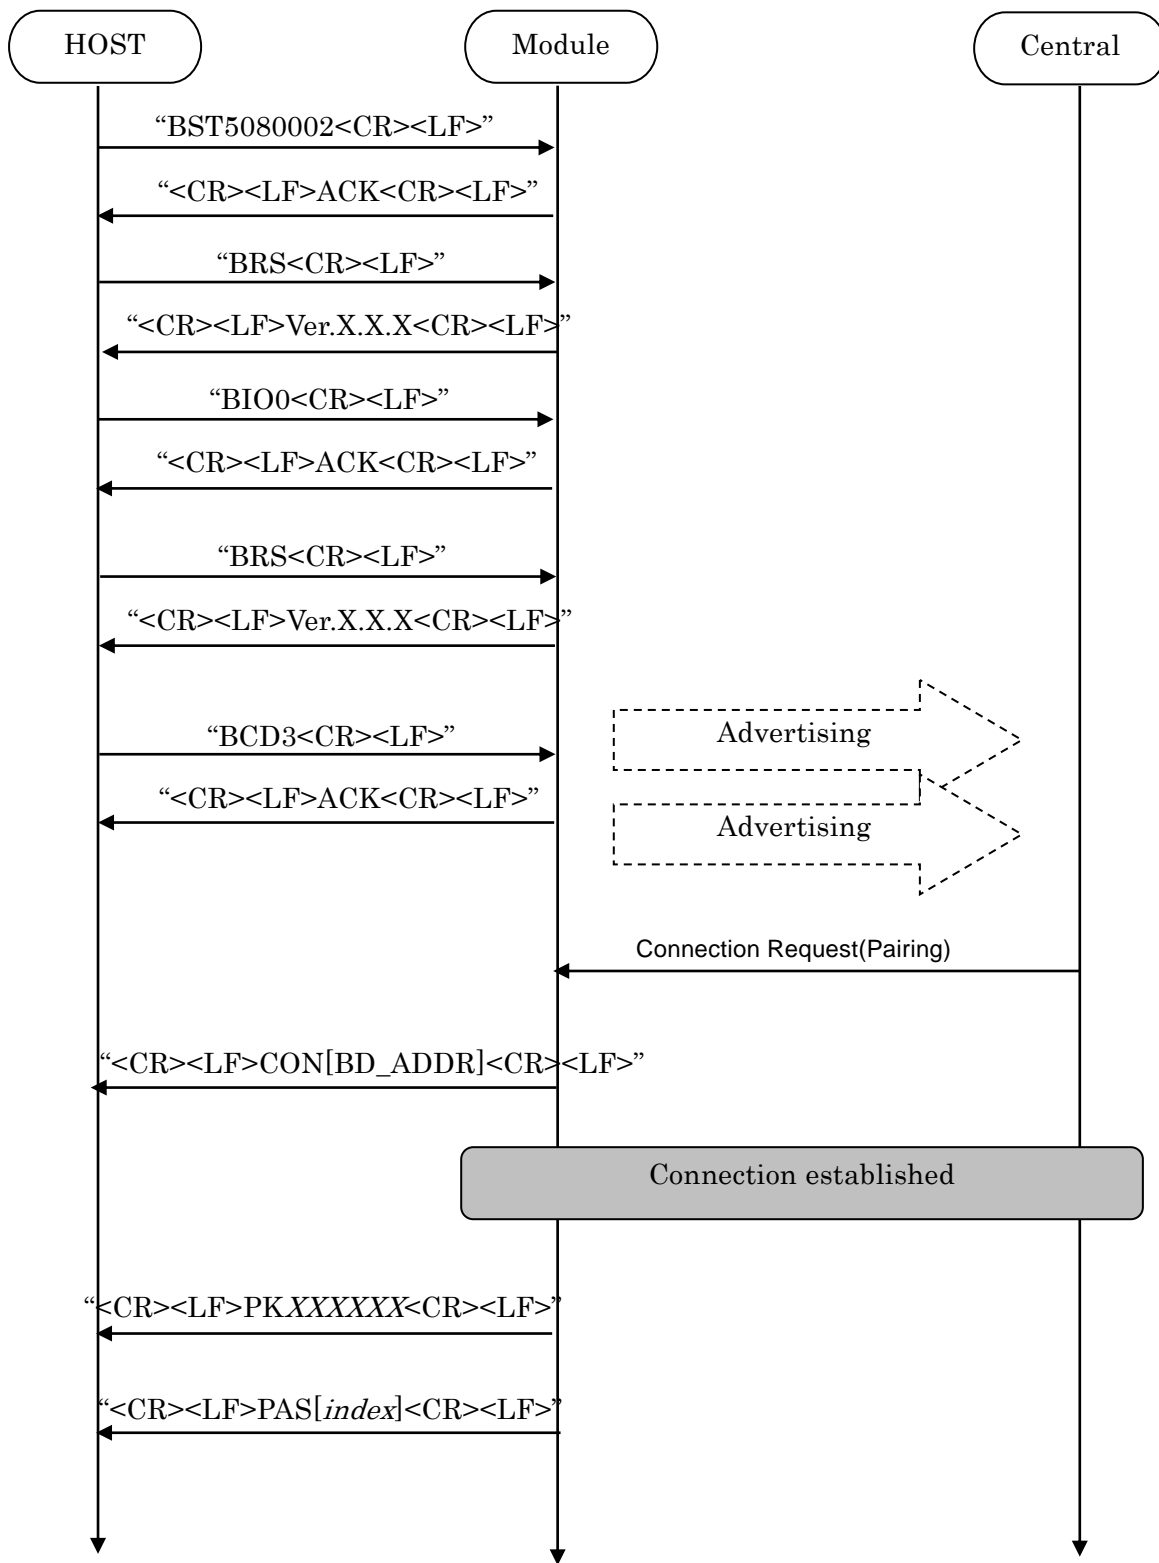 HOST
Module
Central
“BST5080002<CR><LF>”
“<CR><LF>ACK<CR><LF>”
“BRS<CR><LF>”
“<CR><LF>Ver.X.X.X<CR><LF>”
“BIO0<CR><LF>”
“<CR><LF>ACK<CR><LF>”
“BRS<CR><LF>”
“<CR><LF>Ver.X.X.X<CR><LF>”
“BCD3<CR><LF>”
Advertising
“<CR><LF>ACK<CR><LF>”
Advertising
Connection Request(Pairing)
“<CR><LF>CON[BD_ADDR]<CR><LF>”
Connection established
“<CR><LF>PKXXXXXX<CR><LF>”
“<CR><LF>PAS[index]<CR><LF>”